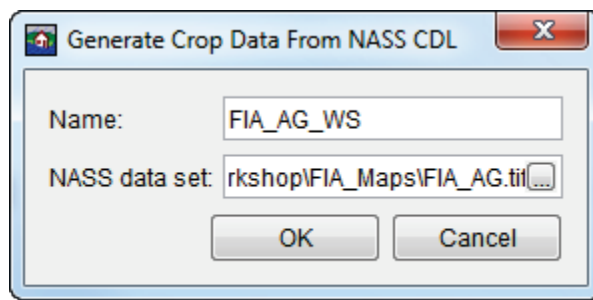 Generate Crop Data From NASS CDL
Name: FIA_AG_WS
NASS data set: rkshop\FIA_Maps\FIA_AG.tif...
OK Cancel